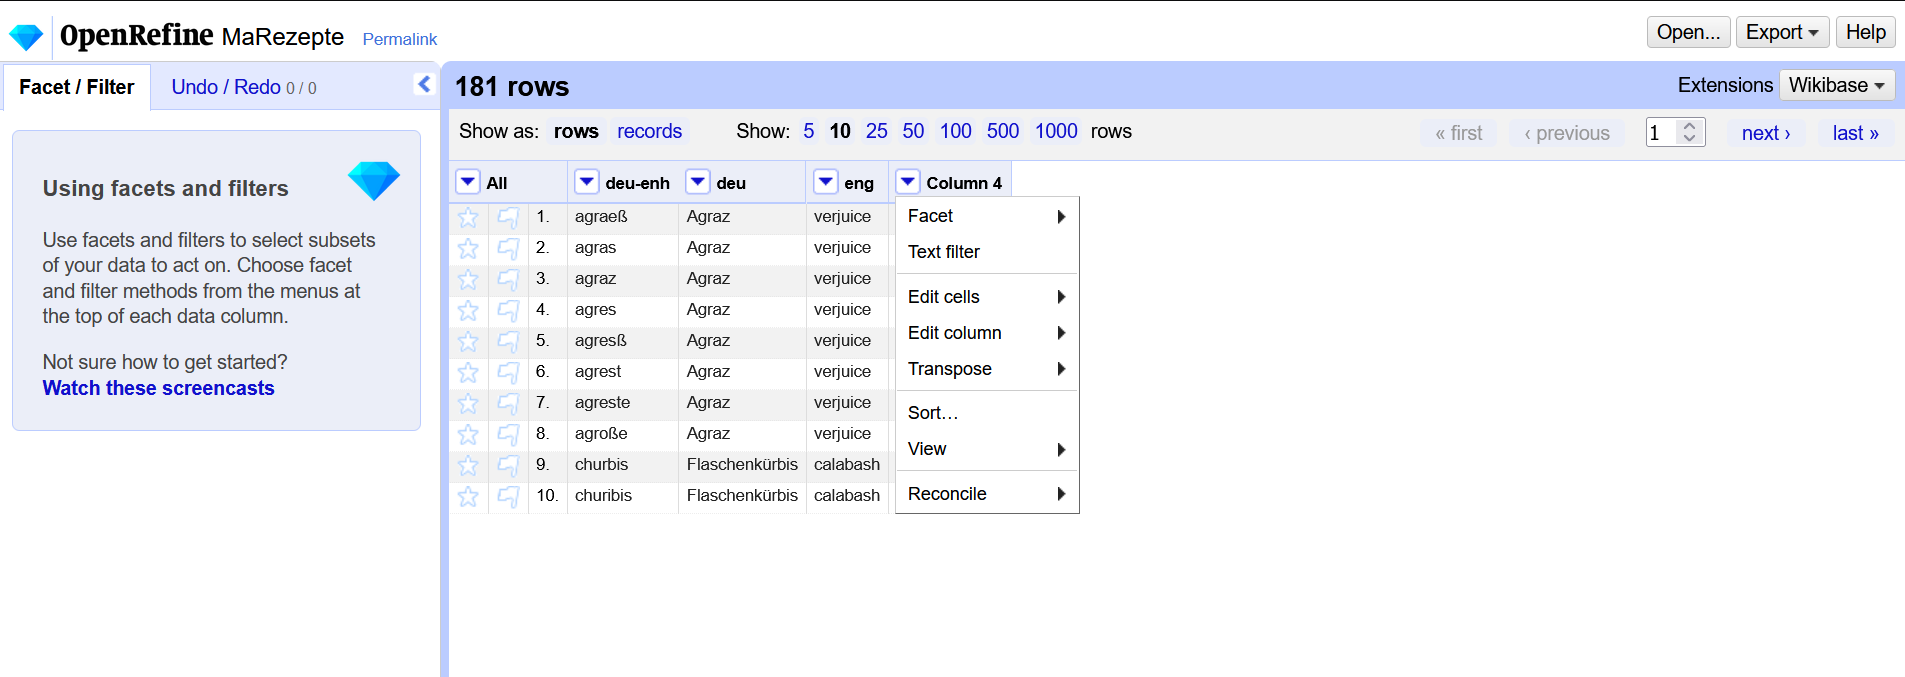 OpenRefine MaRezepte Permalink Open... Export Help
Facet / Filter Undo / Redo 0 / 0 181 rows Extensions Wikibase
Show as: rows records Show: 5 10 25 50 100 500 1000 rows « first ‹ previous 1 next › last »
Using facets and filters
Use facets and filters to select subsets
of your data to act on. Choose facet
and filter methods from the menus at
the top of each data column.
Not sure how to get started?
Watch these screencasts
All deu-enh deu eng Column 4
1. agraeß Agraz verjuice
2. agras Agraz verjuice
3. agraz Agraz verjuice
4. agres Agraz verjuice
5. agresß Agraz verjuice
6. agrest Agraz verjuice
7. agreste Agraz verjuice
8. agroße Agraz verjuice
9. churbis Flaschenkürbis calabash
10. churibis Flaschenkürbis calabash
Facet
Text filter
Edit cells
Edit column
Transpose
Sort…
View
Reconcile